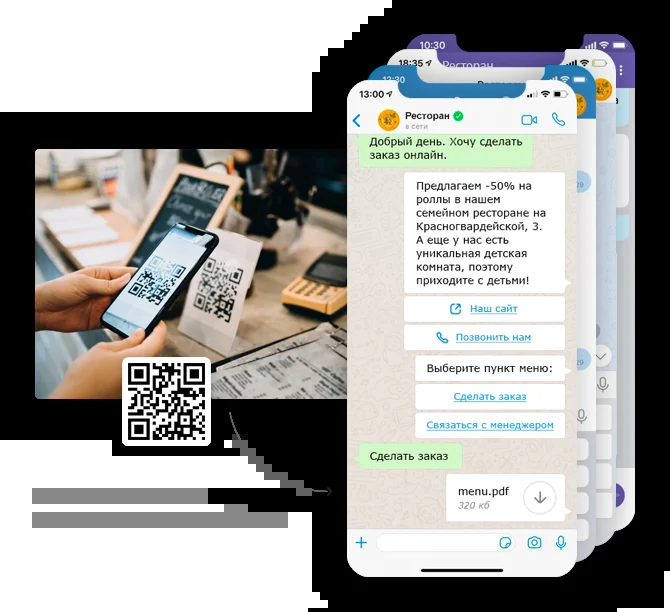 10:30
18:35
Ресторан
12:30
13:00
Ресторан
в сети
Добрый день. Хочу сделать
заказ онлайн.
Предлагаем -50% на
роллы в нашем
семейном ресторане на
Красногвардейской, 3.
А еще у нас есть
уникальная детская
комната, поэтому
приходите с детьми!
Наш сайт
Позвонить нам
Выберите пункт меню:
Сделать заказ
Связаться с менеджером
Сделать заказ
menu.pdf
320 кб